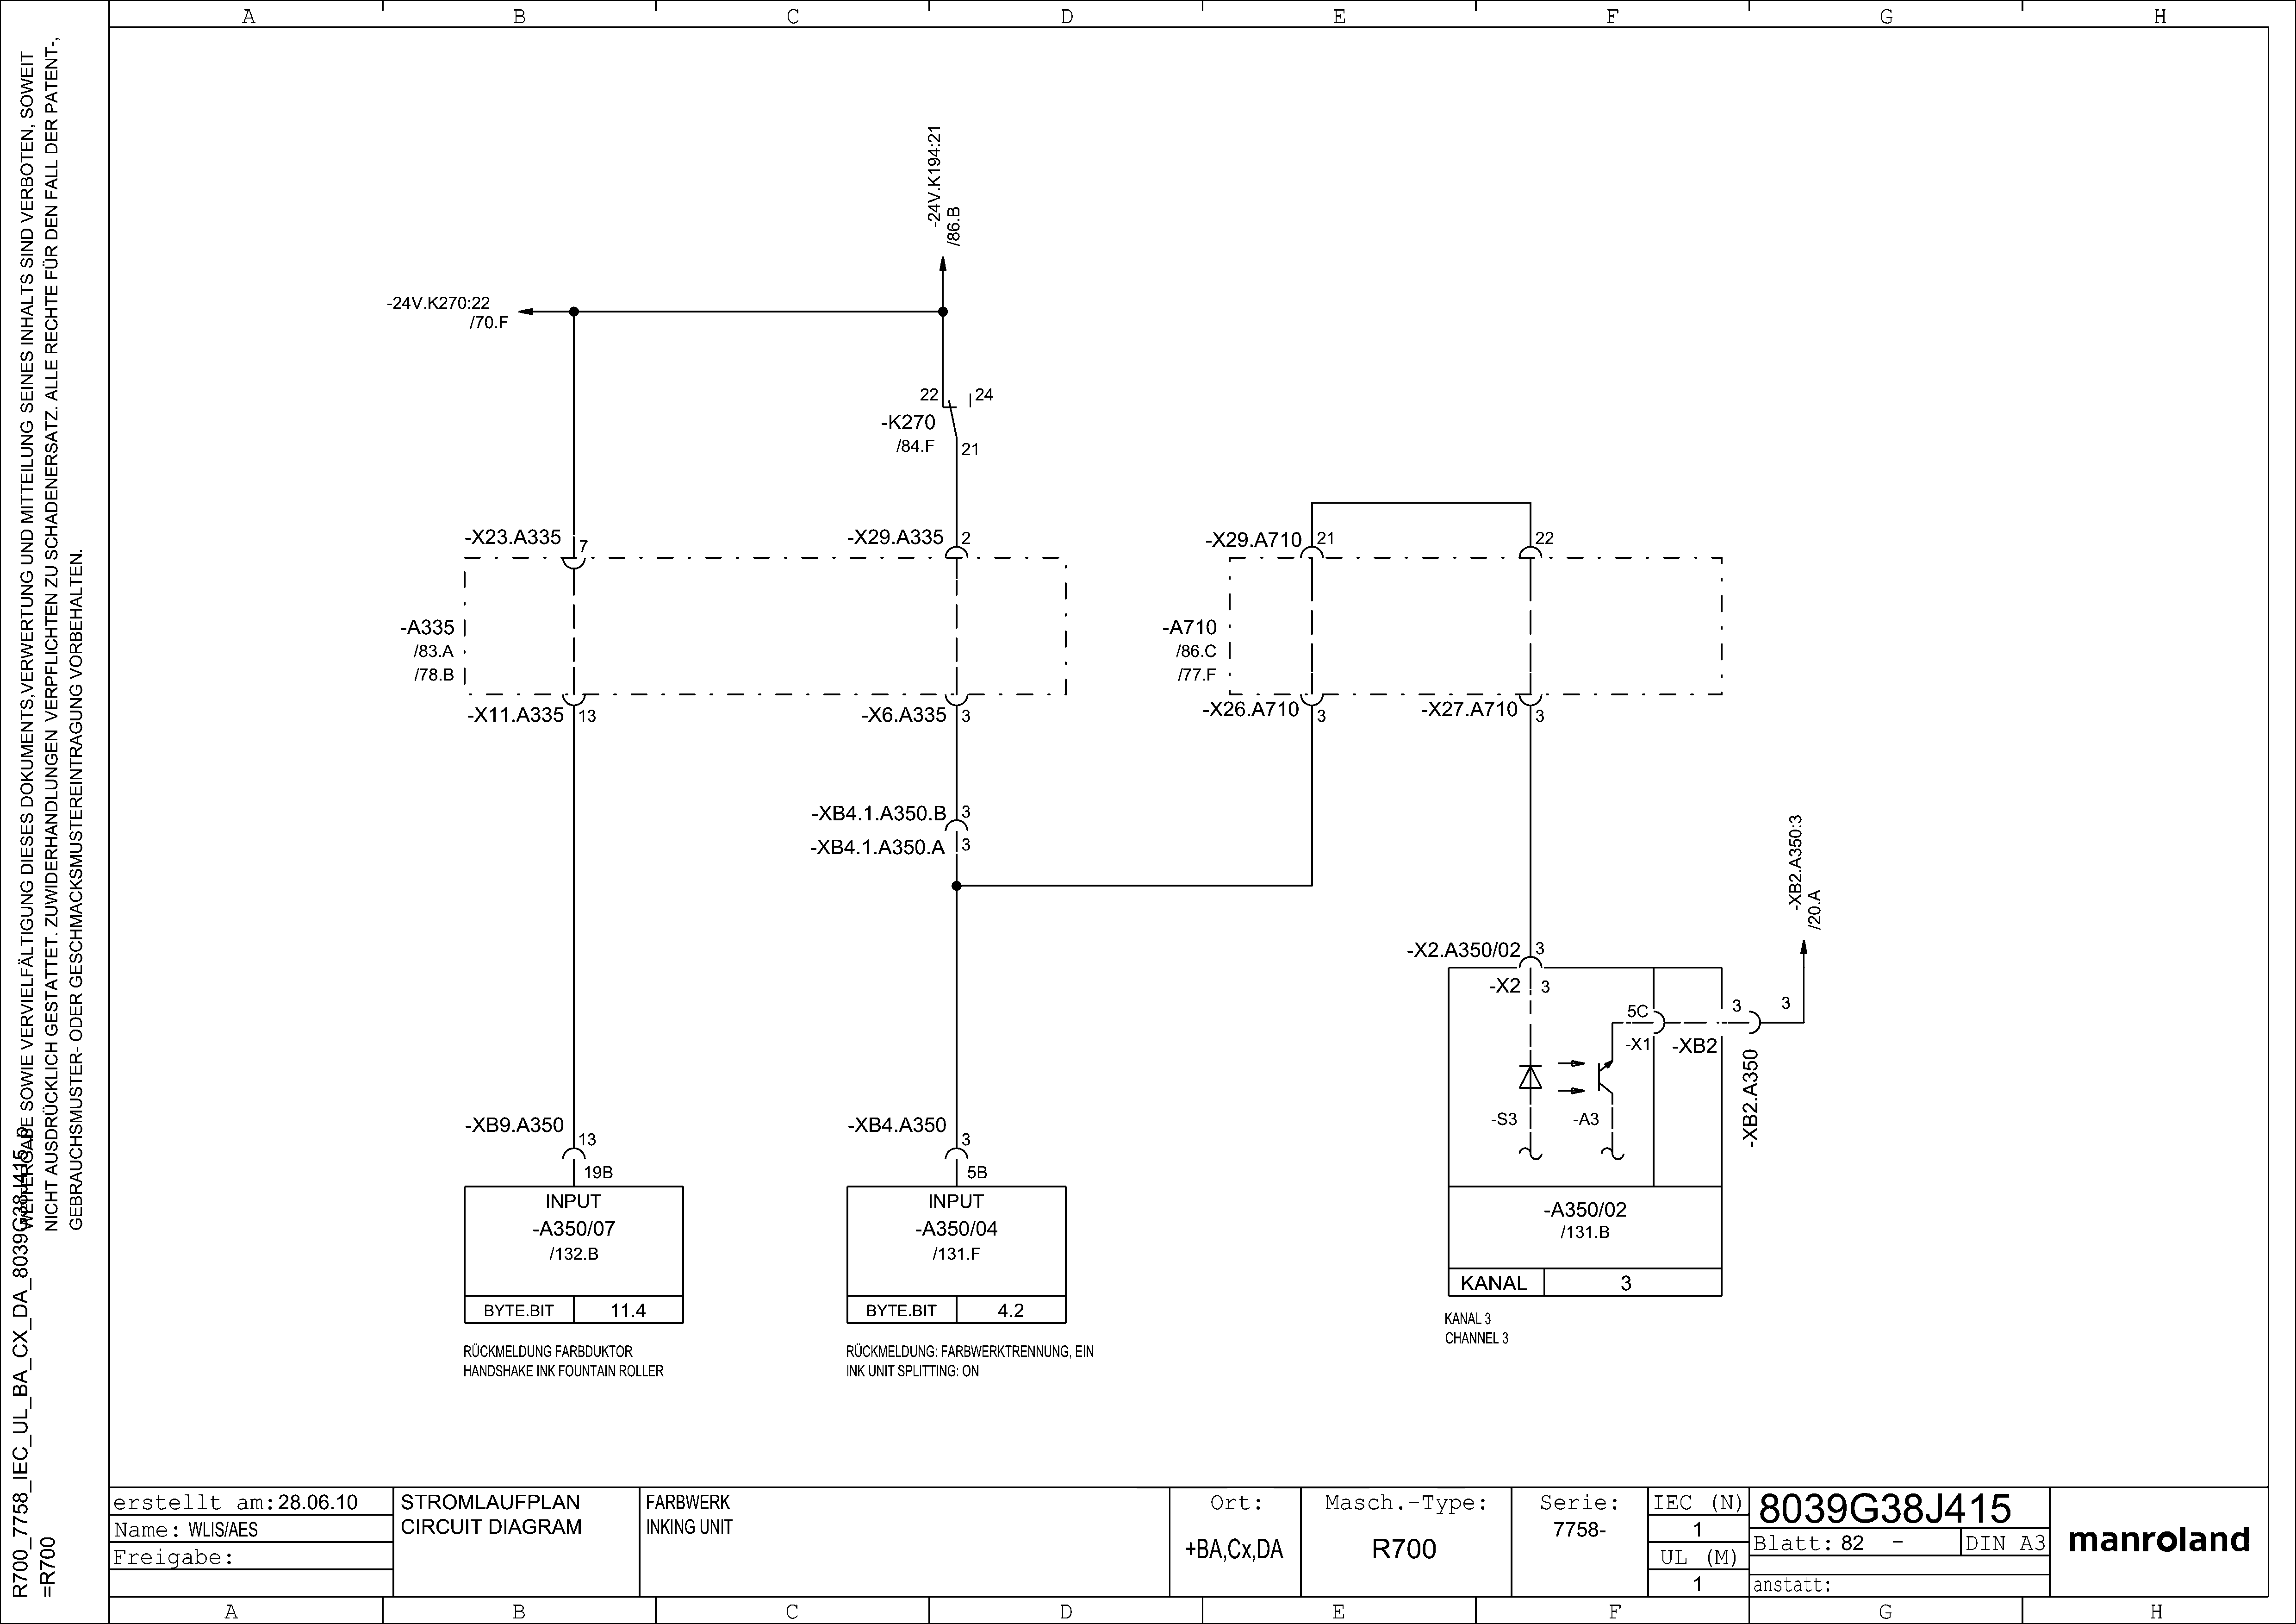 A B C D E F G H
WEITERGABE SOWIE VERVIELFÄLTIGUNG DIESES DOKUMENTS,VERWERTUNG UND MITTEILUNG SEINES INHALTS SIND VERBOTEN, SOWEIT
NICHT AUSDRÜCKLICH GESTATTET. ZUWIDERHANDLUNGEN VERPFLICHTEN ZU SCHADENERSATZ. ALLE RECHTE FÜR DEN FALL DER PATENT-,
GEBRAUCHSMUSTER- ODER GESCHMACKSMUSTEREINTRAGUNG VORBEHALTEN.
R700_7758_IEC_UL_BA_CX_DA_8039G38J415_p
=R700
-24V.K194:21
/86.B
-24V.K270:22
/70.F
22 24
-K270
/84.F 21
-X23.A335 7
-X29.A335 2
-X29.A710 21
22
-A335
/83.A
/78.B
-A710
/86.C
/77.F
-X11.A335 13
-X6.A335 3
-X26.A710 3
-X27.A710 3
-XB4.1.A350.B 3
-XB4.1.A350.A 3
-XB2.A350:3
/20.A
-X2.A350/02 3
-X2 3
5C
-X1
-XB2
3
3
-XB2.A350
-S3
-A3
-XB9.A350 13
19B
-XB4.A350 3
5B
INPUT
-A350/07
/132.B
BYTE.BIT 11.4
INPUT
-A350/04
/131.F
BYTE.BIT 4.2
-A350/02
/131.B
KANAL 3
RÜCKMELDUNG FARBDUKTOR
HANDSHAKE INK FOUNTAIN ROLLER
RÜCKMELDUNG: FARBWERKTRENNUNG, EIN
INK UNIT SPLITTING: ON
KANAL 3
CHANNEL 3
erstellt am: 28.06.10
Name: WLIS/AES
Freigabe:
STROMLAUFPLAN
CIRCUIT DIAGRAM
FARBWERK
INKING UNIT
Ort:
+BA,Cx,DA
Masch.-Type:
R700
Serie:
7758-
IEC (N)
1
UL (M)
1
8039G38J415
Blatt: 82 -
DIN A3
anstatt:
manroland
A B C D E F G H